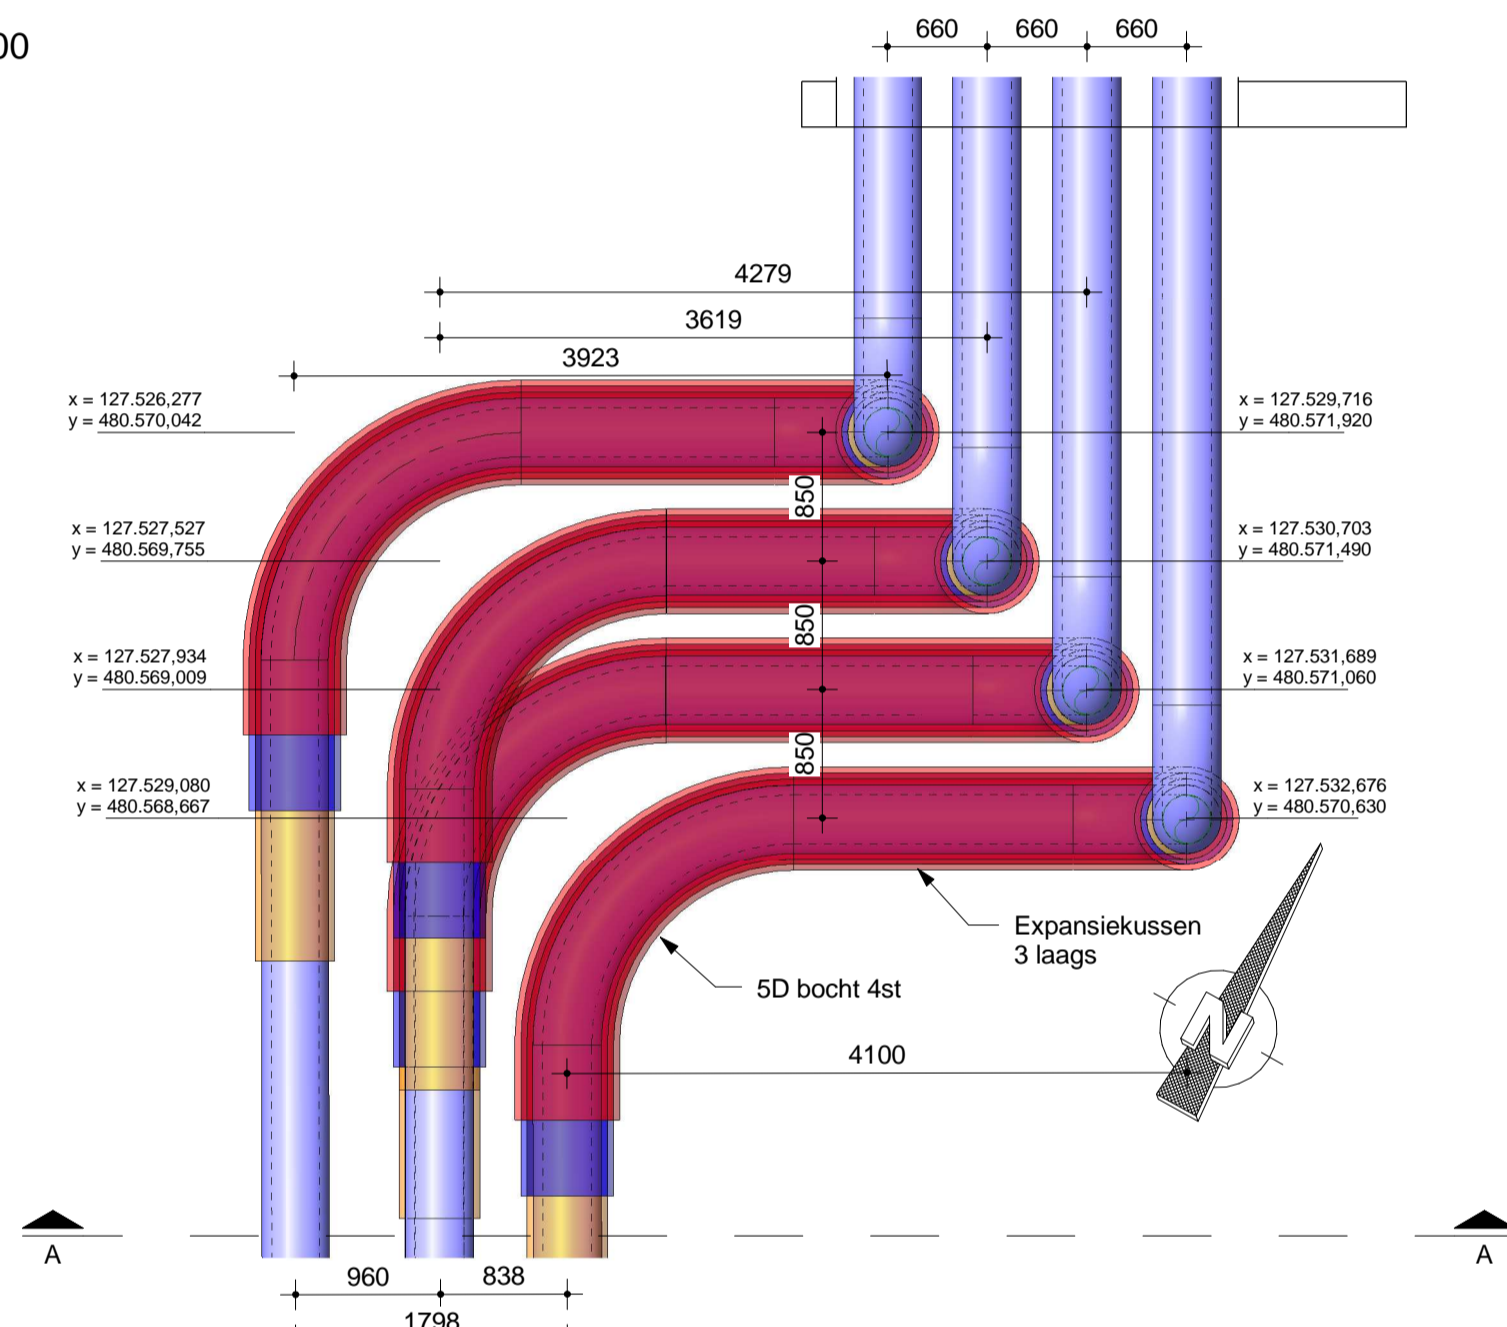 00
660 660 660
4279
3619
3923
x = 127.526,277
y = 480.570,042
x = 127.529,716
y = 480.571,920
850
x = 127.527,527
y = 480.569,755
x = 127.530,703
y = 480.571,490
850
x = 127.527,934
y = 480.569,009
x = 127.531,689
y = 480.571,060
850
x = 127.529,080
y = 480.568,667
x = 127.532,676
y = 480.570,630
Expansiekussen
3 laags
5D bocht 4st
N
4100
A A
960 838
1798